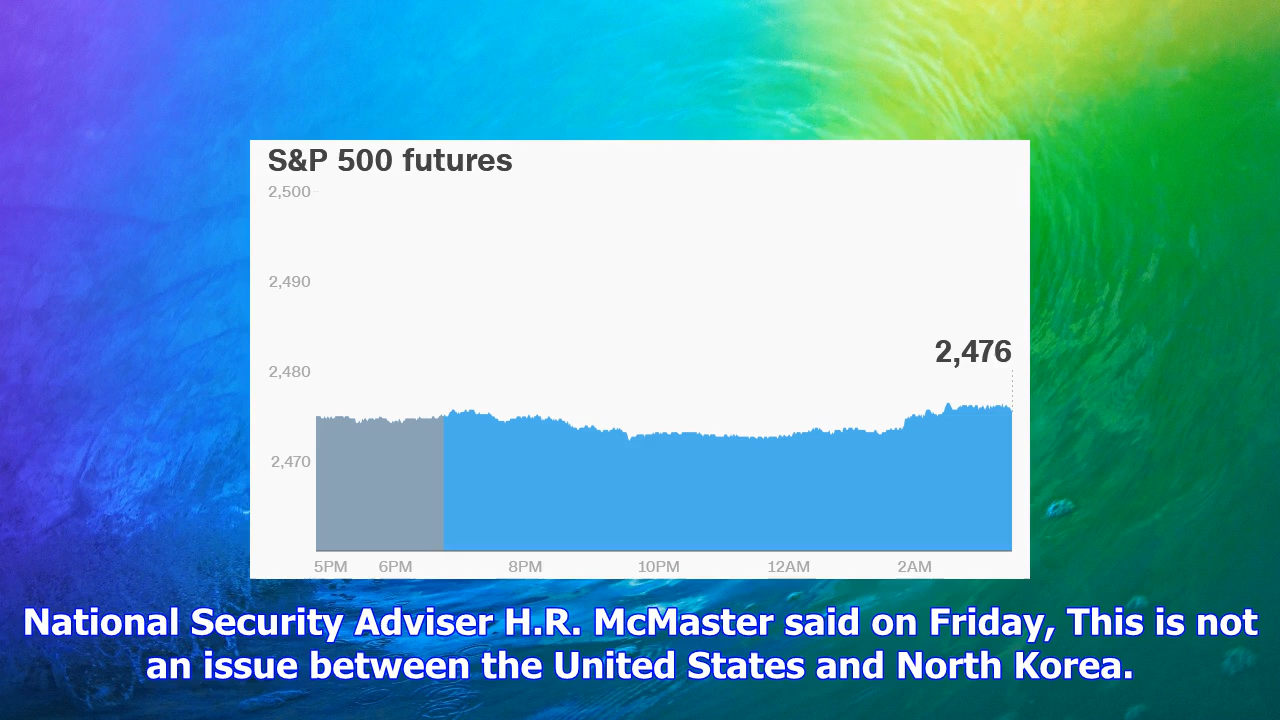 S&P 500 futures
2,500
2,490
2,476
2,480
2,470
5PM 6PM 8PM 10PM 12AM 2AM
National Security Adviser H.R. McMaster said on Friday, This is not
an issue between the United States and North Korea.